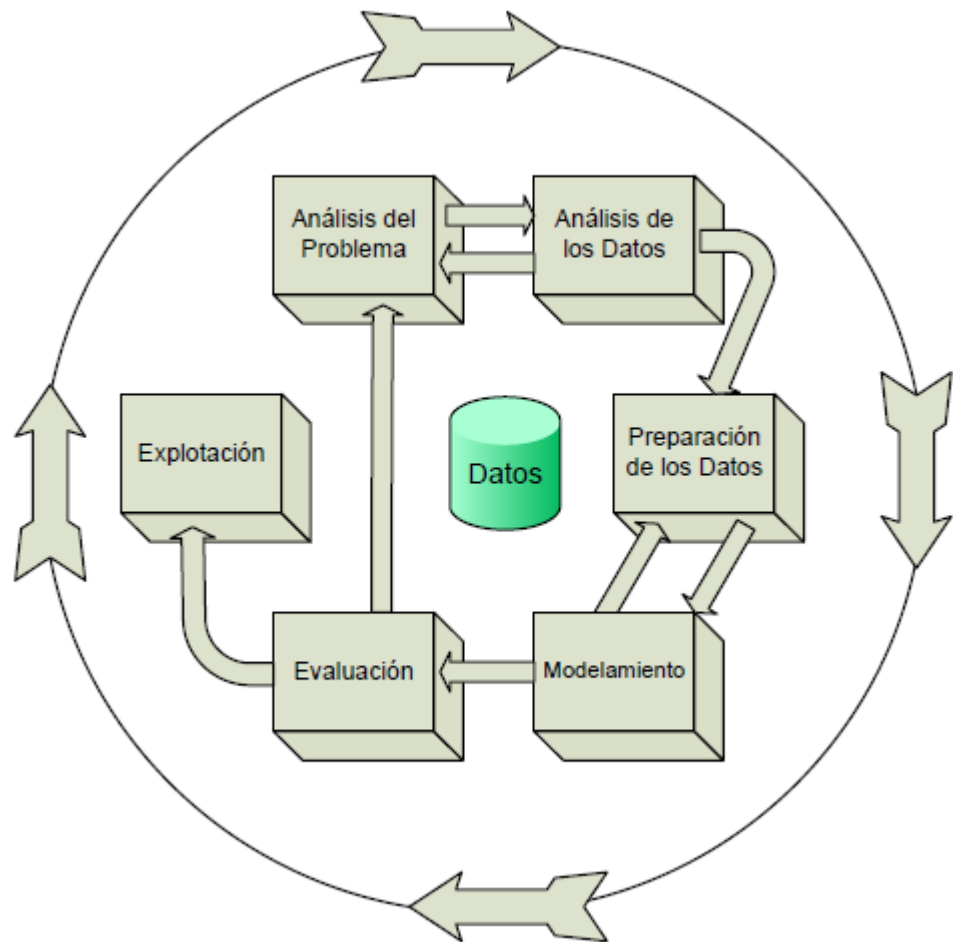 Análisis del
Problema
Análisis de
los Datos
Explotación
Datos
Preparación
de los Datos
Evaluación
Modelamiento